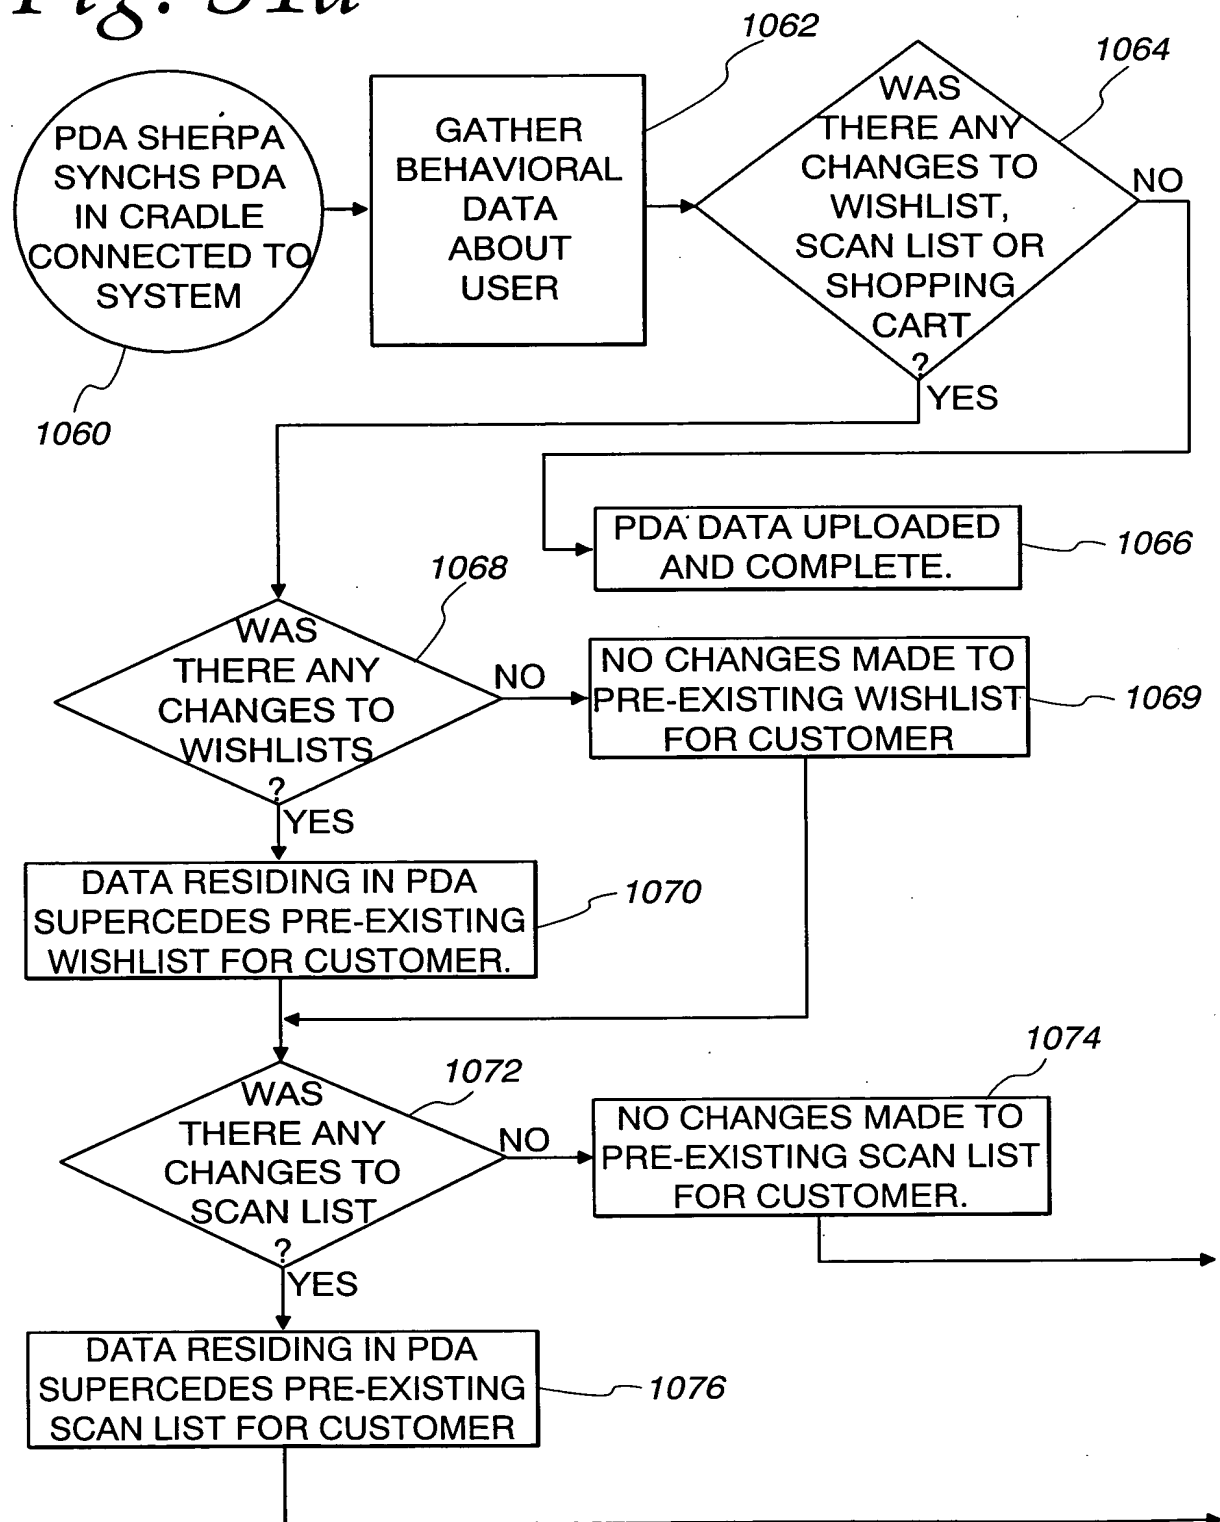 Fig. 31a
1062
1064
PDA SHERPA
SYNCHS PDA
IN CRADLE
CONNECTED TO
SYSTEM
1060
GATHER
BEHAVIORAL
DATA
ABOUT
USER
WAS
THERE ANY
CHANGES TO
WISHLIST,
SCAN LIST OR
SHOPPING
CART
?
NO
YES
PDA DATA UPLOADED
AND COMPLETE.
1066
1068
WAS
THERE ANY
CHANGES TO
WISHLISTS
?
NO
YES
NO CHANGES MADE TO
PRE-EXISTING WISHLIST
FOR CUSTOMER
1069
DATA RESIDING IN PDA
SUPERCEDES PRE-EXISTING
WISHLIST FOR CUSTOMER.
1070
1072
WAS
THERE ANY
CHANGES TO
SCAN LIST
?
NO
YES
1074
NO CHANGES MADE TO
PRE-EXISTING SCAN LIST
FOR CUSTOMER.
DATA RESIDING IN PDA
SUPERCEDES PRE-EXISTING
SCAN LIST FOR CUSTOMER
1076